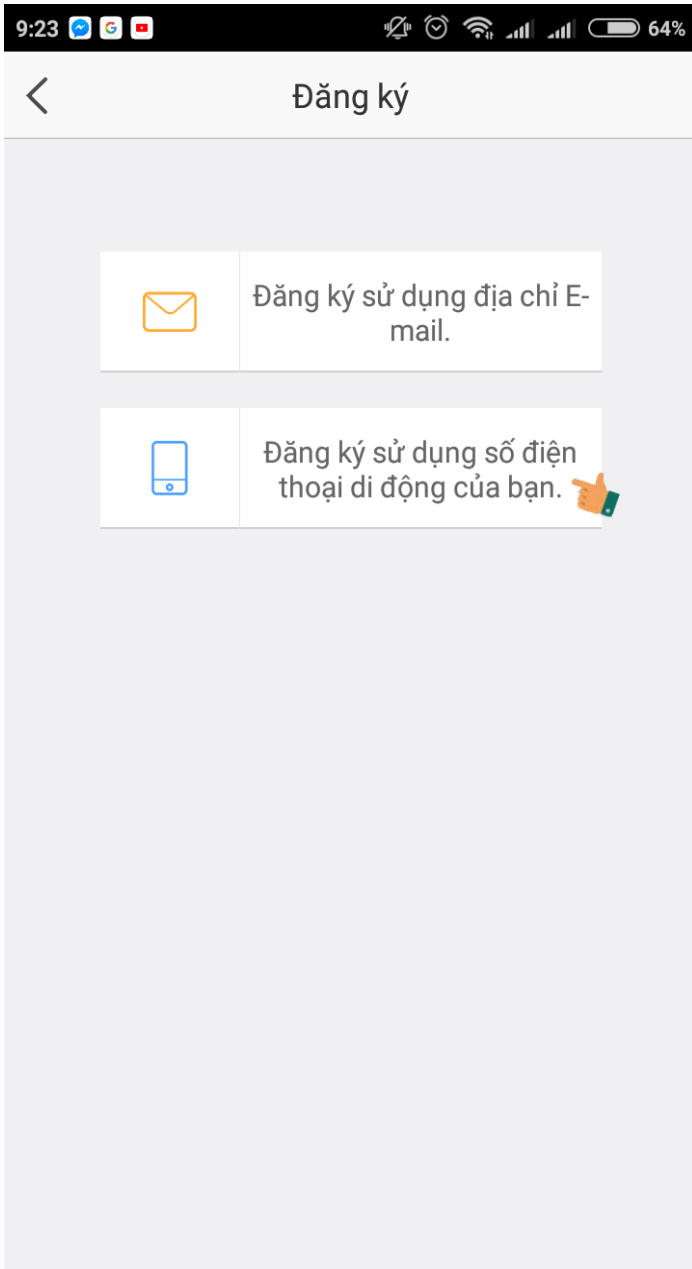 9:23
64%
Đăng ký
Đăng ký sử dụng địa chỉ E-
mail.
Đăng ký sử dụng số điện
thoại di động của bạn.